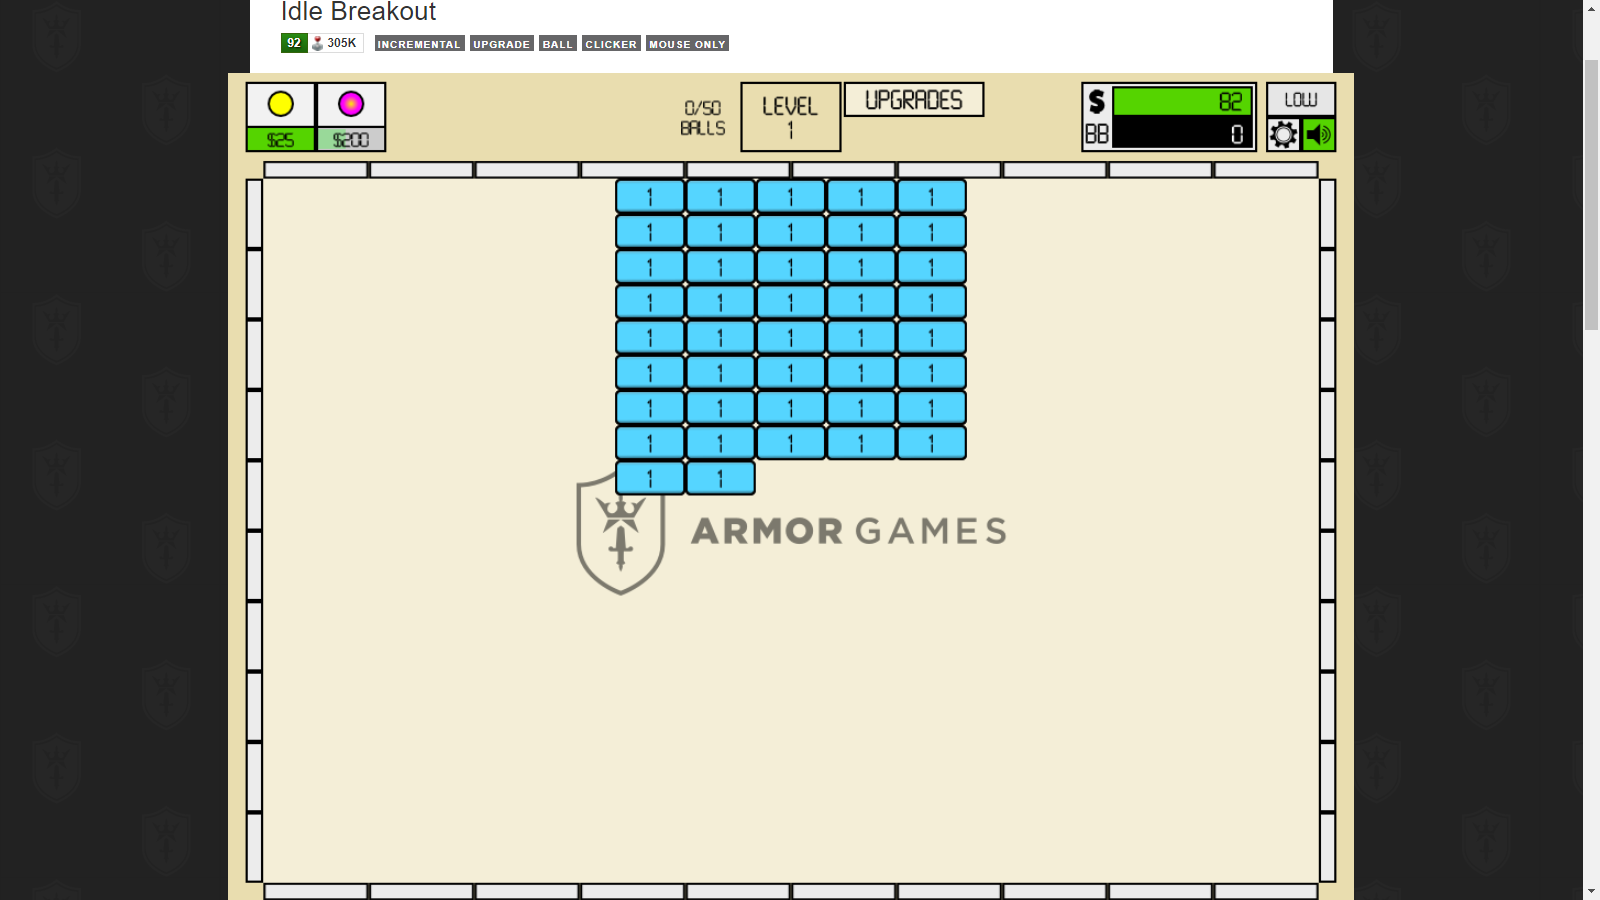 Idle Breakout
92 305K INCREMENTAL UPGRADE BALL CLICKER MOUSE ONLY
$25 $200
0/50
BALLS
LEVEL
1
UPGRADES
$ 82
BB 0
LOW
1 1 1 1 1
1 1 1 1 1
1 1 1 1 1
1 1 1 1 1
1 1 1 1 1
1 1 1 1 1
1 1 1 1 1
1 1 1 1 1
1 1
ARMOR GAMES